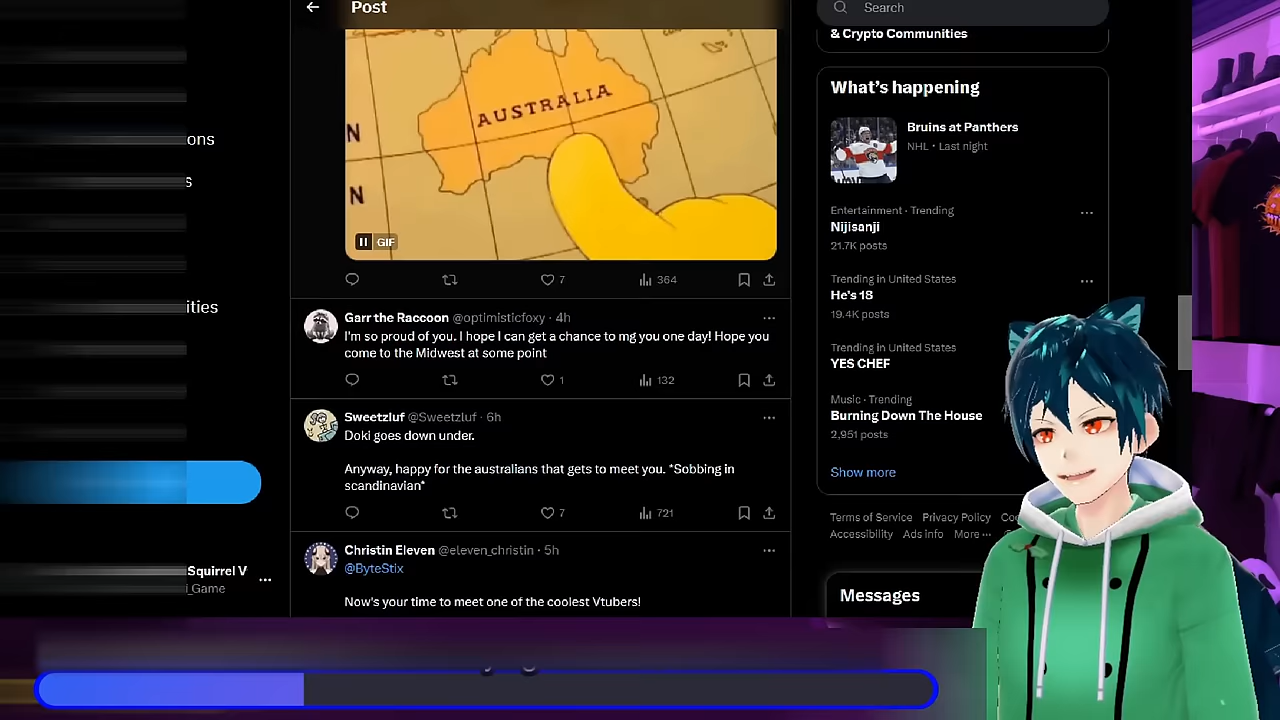 Post
AUSTRALIA
N
N
GIF
7
364
Garr the Raccoon @optimisticfoxy · 4h
I'm so proud of you. I hope I can get a chance to mg you one day! Hope you
come to the Midwest at some point
1
132
Sweetzluf @Sweetzluf · 6h
Doki goes down under.
Anyway, happy for the australians that gets to meet you. *Sobbing in
scandinavian*
7
721
Christin Eleven @eleven_christin · 5h
@ByteStix
Now's your time to meet one of the coolest Vtubers!
ons
s
ities
Squirrel V
i_Game
Search
& Crypto Communities
What's happening
Bruins at Panthers
NHL · Last night
Entertainment · Trending
Nijisanji
21.7K posts
Trending in United States
He's 18
19.4K posts
Trending in United States
YES CHEF
Music · Trending
Burning Down The House
2,951 posts
Show more
Terms of Service Privacy Policy Coo
Accessibility Ads info More
Messages